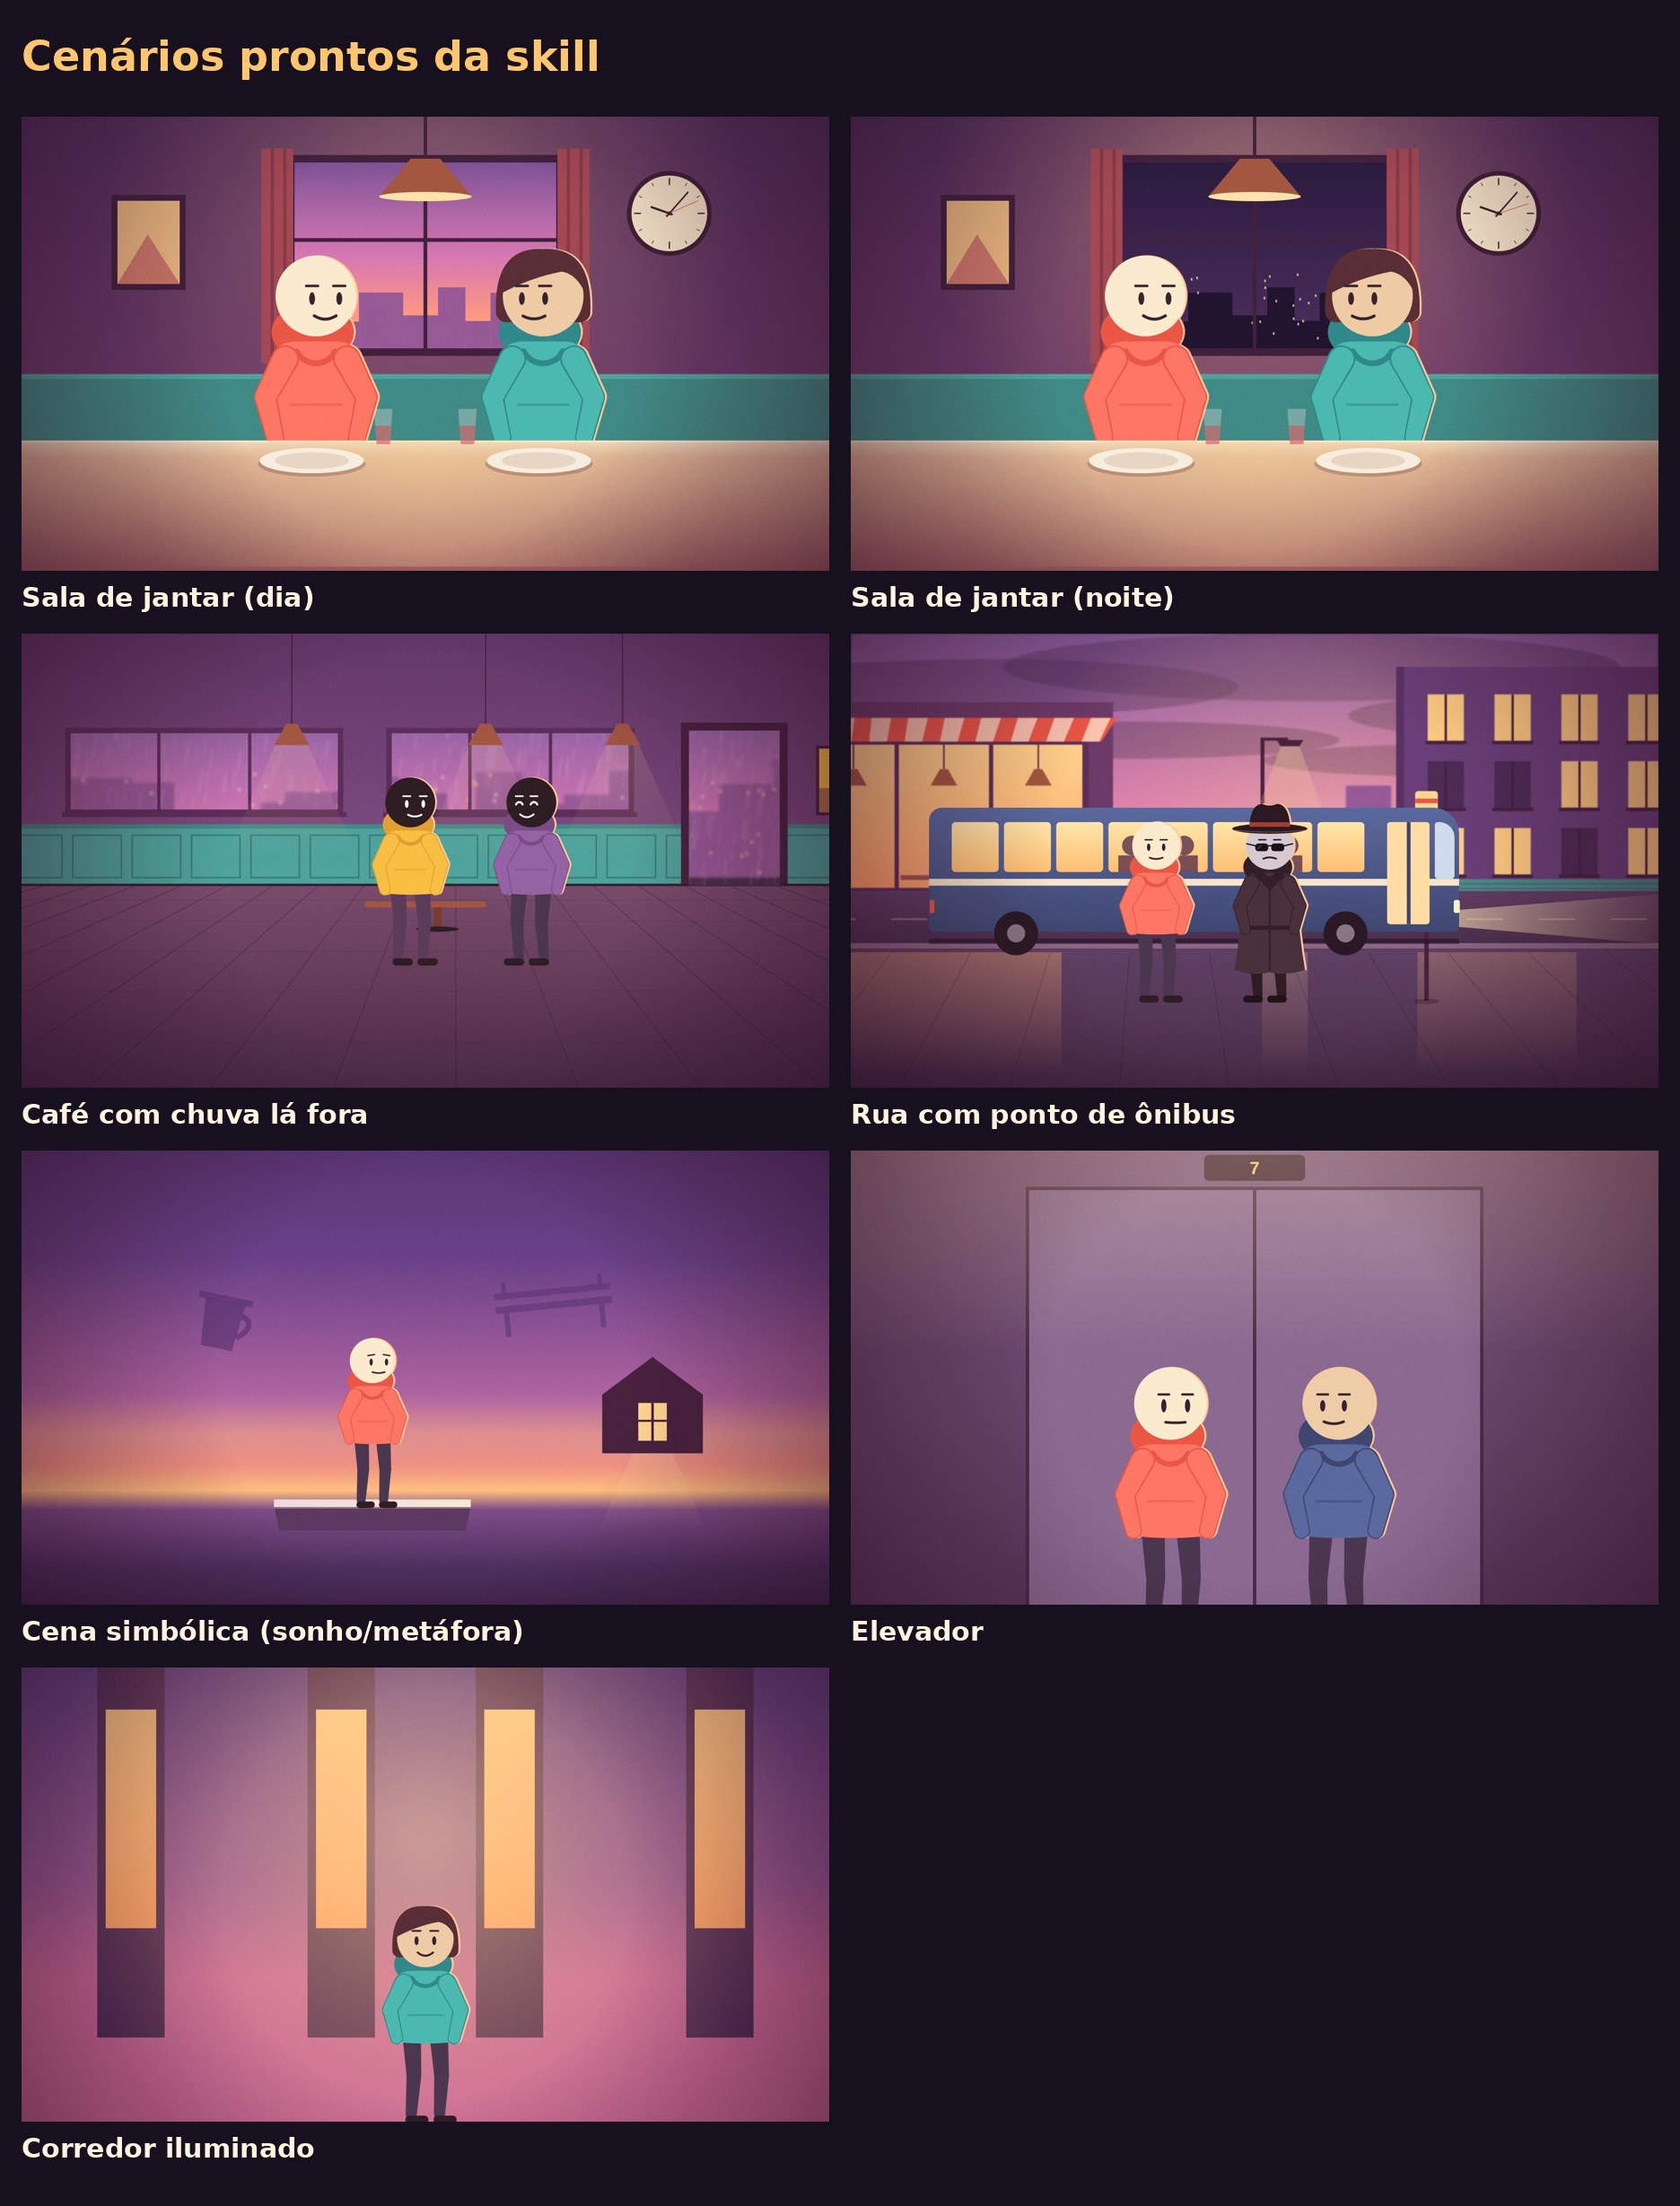 Cenários prontos da skill
Sala de jantar (dia)
Sala de jantar (noite)
Café com chuva lá fora
Rua com ponto de ônibus
7
Cena simbólica (sonho/metáfora)
Elevador
Corredor iluminado